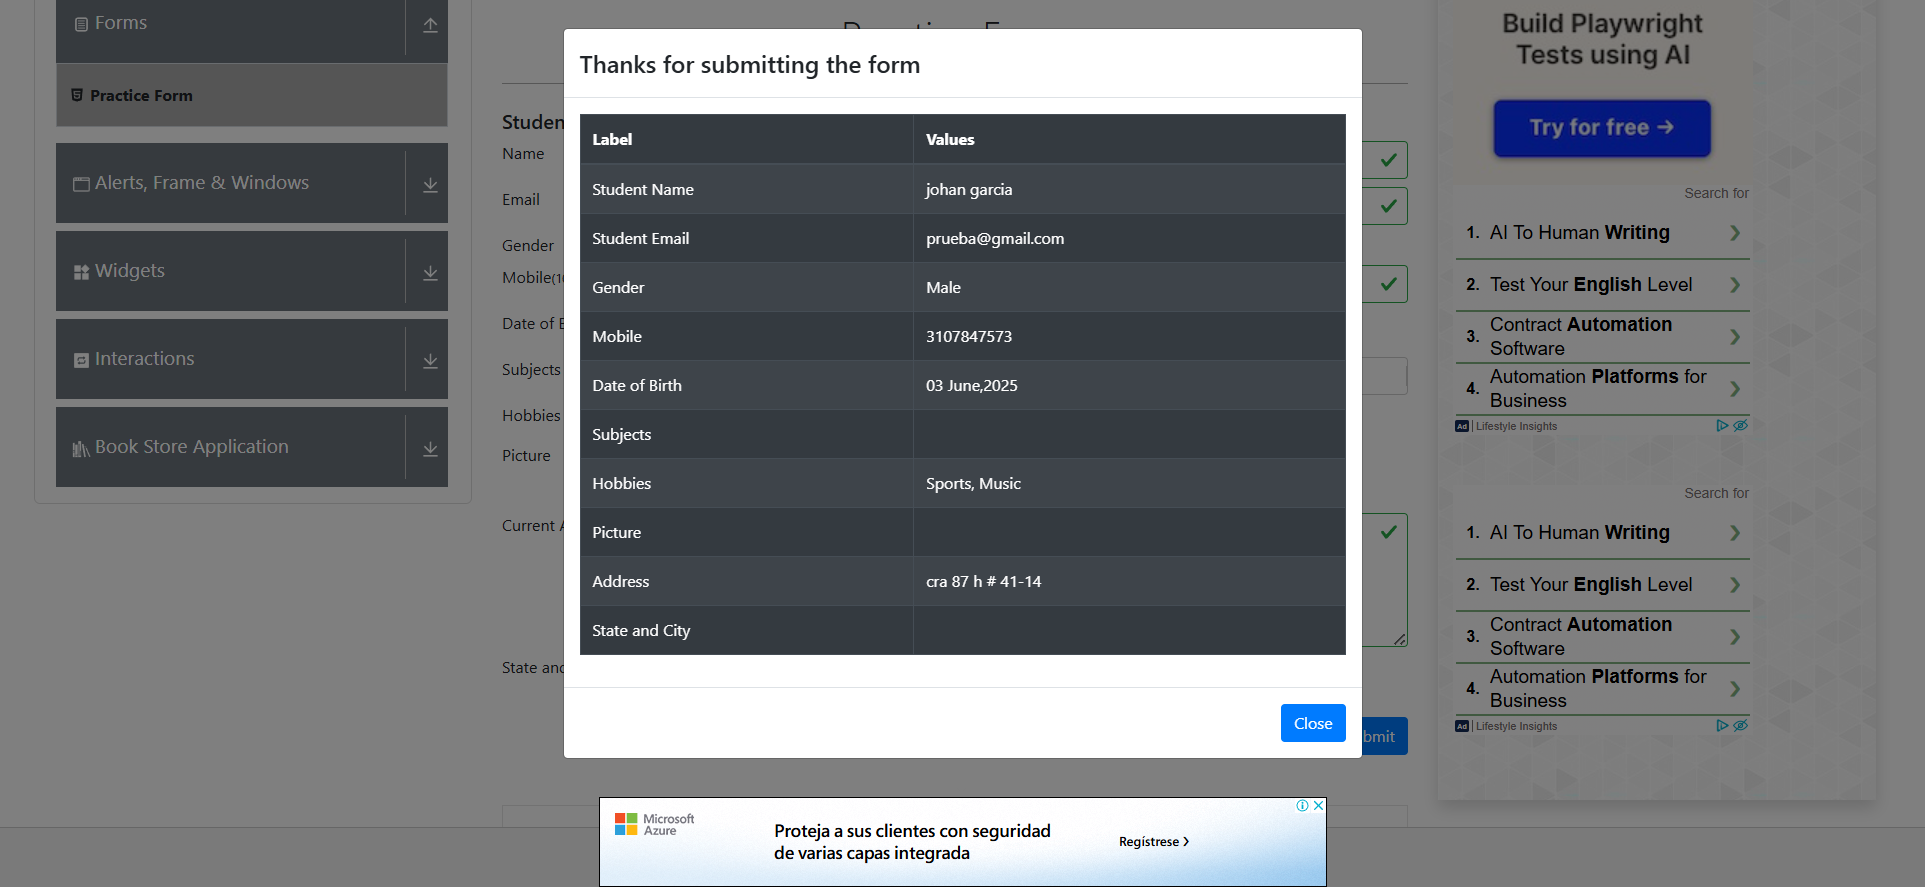 Forms
Practice Form
Alerts, Frame & Windows
Widgets
Interactions
Book Store Application
Name
Email
Gender
Date of
Subjects
Hobbies
Picture
Current
State
Thanks for submitting the form
Label Values
Student Name johan garcia
Student Email prueba@gmail.com
Gender Male
Mobile 3107847573
Date of Birth 03 June,2025
Subjects
Hobbies Sports, Music
Picture
Address cra 87 h # 41-14
State and City
Close
Build Playwright
Tests using AI
Try for free →
Search for
1. AI To Human Writing
2. Test Your English Level
3. Contract Automation
Software
4. Automation Platforms for
Business
Ad | Lifestyle Insights
Search for
1. AI To Human Writing
2. Test Your English Level
3. Contract Automation
Software
4. Automation Platforms for
Business
Ad | Lifestyle Insights
Microsoft
Azure
Proteja a sus clientes con seguridad
de varias capas integrada
Regístrese >